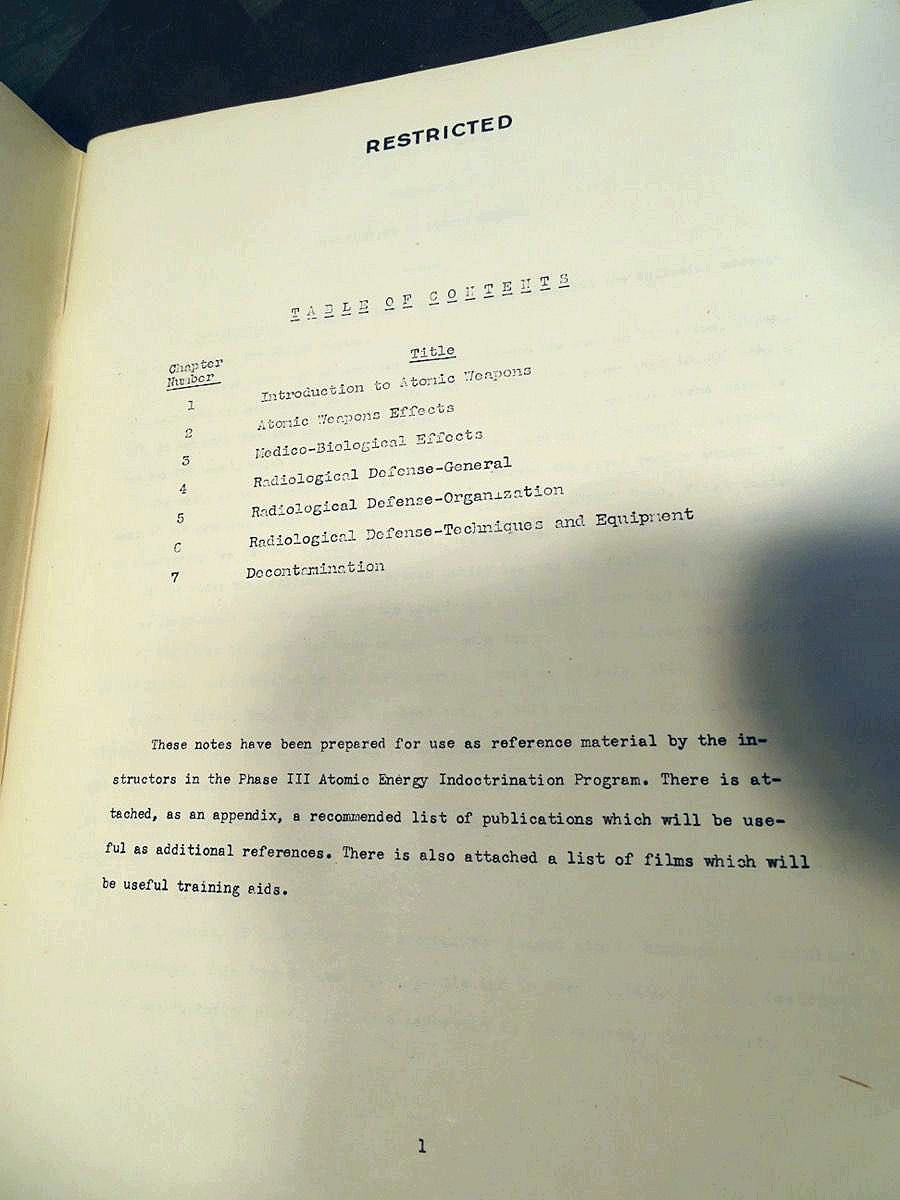 RESTRICTED
TABLE OF CONTENTS
Chapter Number Title
1 Introduction to Atomic Weapons
2 Atomic Weapons Effects
3 Medico-Biological Effects
4 Radiological Defense-General
5 Radiological Defense-Organization
6 Radiological Defense-Techniques and Equipment
7 Decontamination
These notes have been prepared for use as reference material by the in-
structors in the Phase III Atomic Energy Indoctrination Program. There is at-
tached, as an appendix, a recommended list of publications which will be use-
ful as additional references. There is also attached a list of films which will
be useful training aids.
1